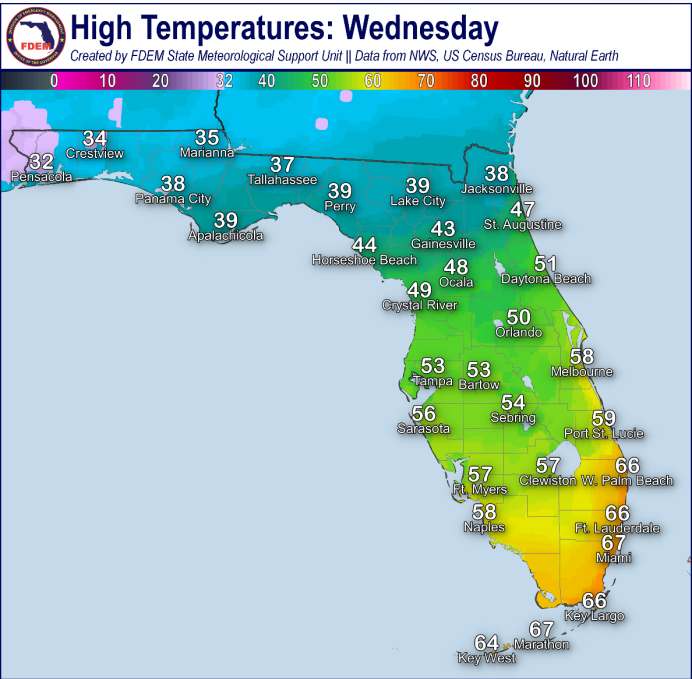 High Temperatures: Wednesday
Created by FDEM State Meteorological Support Unit || Data from NWS, US Census Bureau, Natural Earth
FDEM
0 10 20 32 40 50 60 70 80 90 100 110
34
Crestview
35
Marianna
32
Pensacola
37
Tallahassee
38
Panama City
39
Perry
39
Lake City
38
Jacksonville
39
Apalachicola
47
St. Augustine
43
Gainesville
44
Horseshoe Beach
48
Ocala
51
Daytona Beach
49
Crystal River
50
Orlando
58
Melbourne
53
Tampa
53
Bartow
54
Sebring
56
Sarasota
59
Port St. Lucie
57
Ft. Myers
57
Clewiston
66
W. Palm Beach
58
Naples
66
Ft. Lauderdale
67
Miami
66
Key Largo
67
Marathon
64
Key West